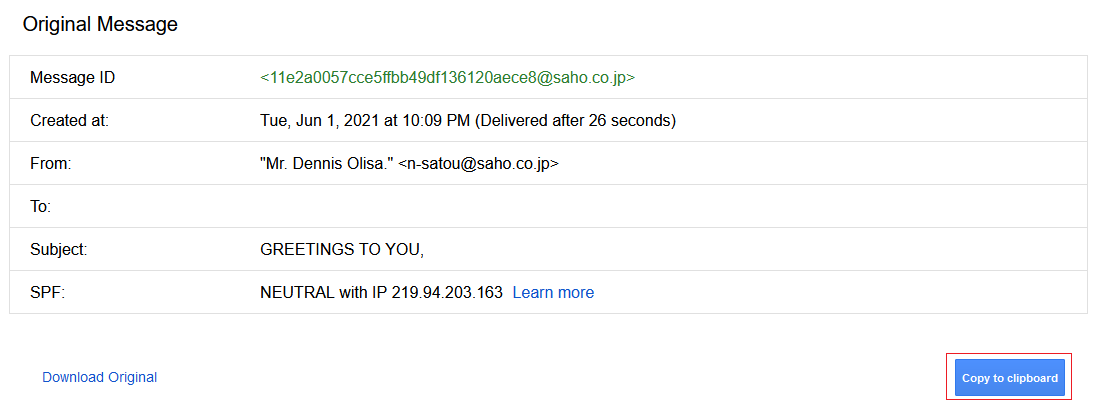 Original Message
Message ID <11e2a0057cce5ffbb49df136120aece8@saho.co.jp>
Created at: Tue, Jun 1, 2021 at 10:09 PM (Delivered after 26 seconds)
From: "Mr. Dennis Olisa." <n-satou@saho.co.jp>
To:
Subject: GREETINGS TO YOU,
SPF: NEUTRAL with IP 219.94.203.163 Learn more
Download Original Copy to clipboard